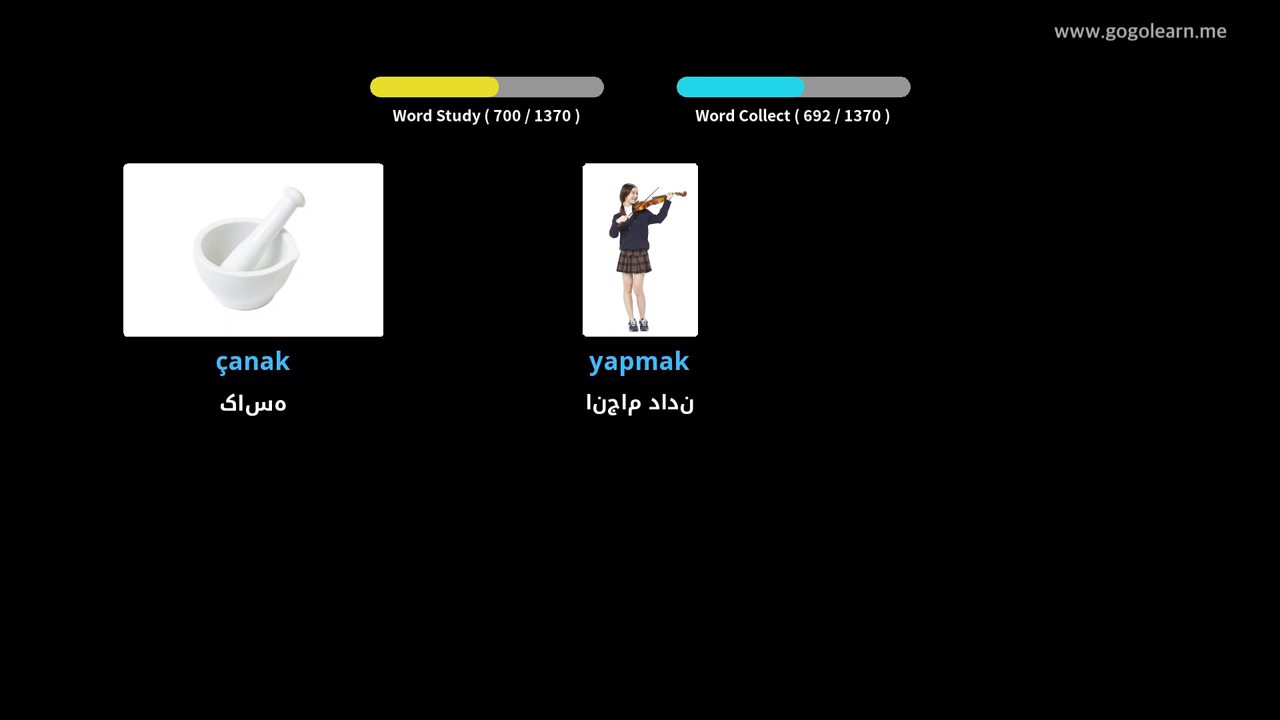 www.gogolearn.me
Word Study ( 700 / 1370 )
Word Collect ( 692 / 1370 )
çanak
yapmak
کاسه
انجام دادن